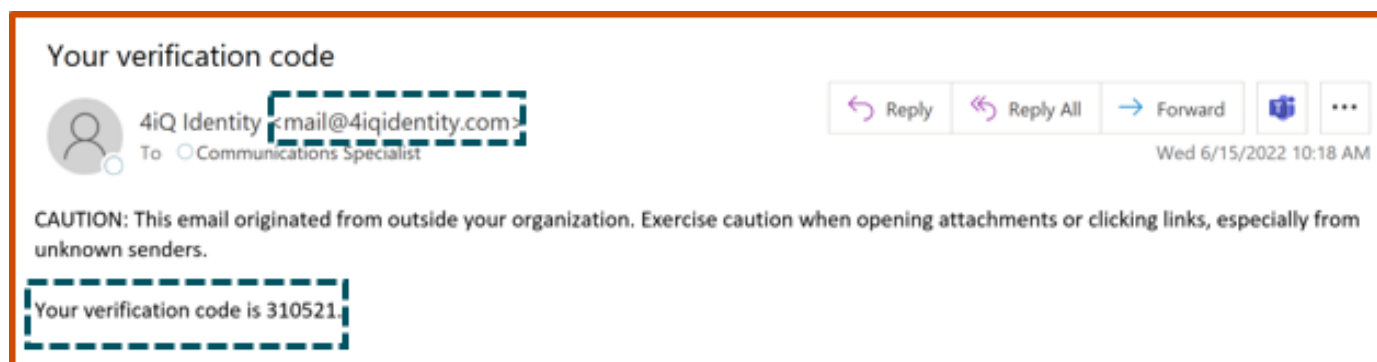 Your verification code
4iQ Identity <mail@4iqidentity.com>
To Communications Specialist
Reply Reply All Forward
Wed 6/15/2022 10:18 AM
CAUTION: This email originated from outside your organization. Exercise caution when opening attachments or clicking links, especially from
unknown senders.
Your verification code is 310521.